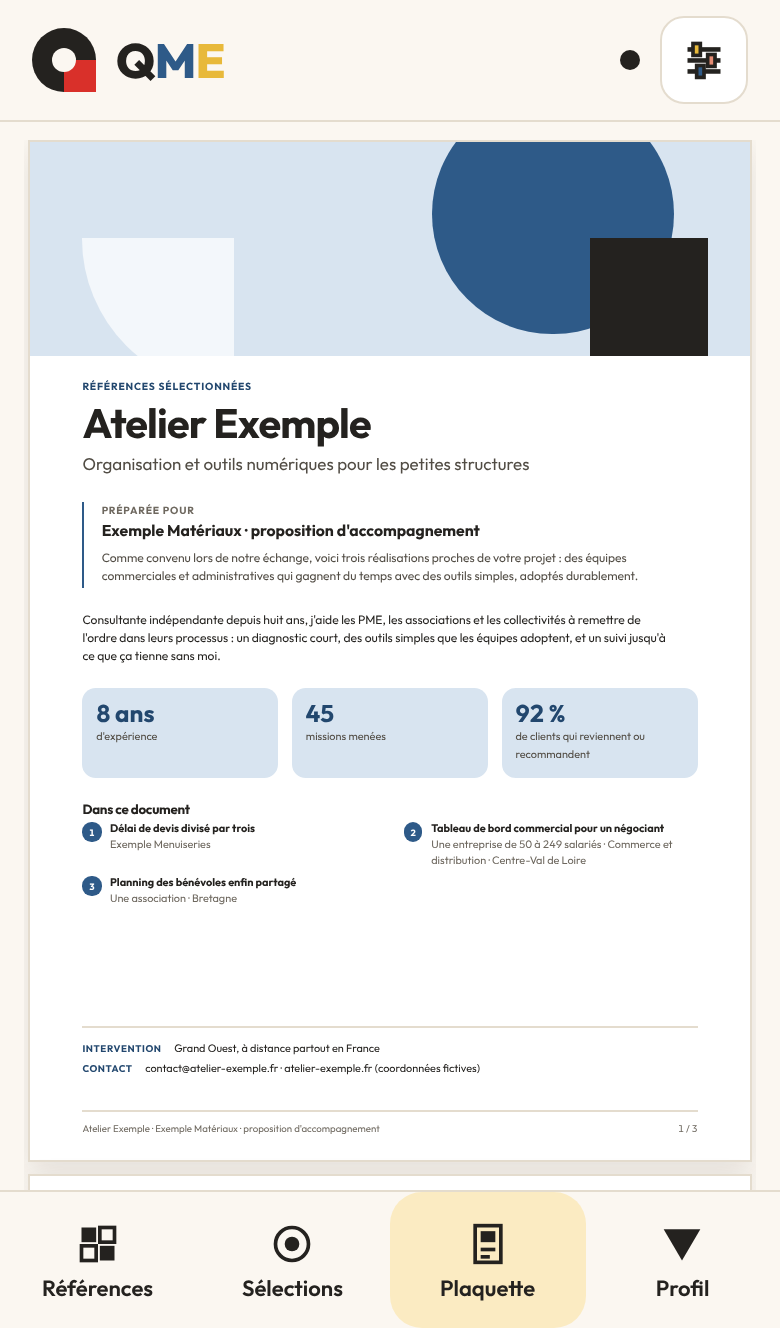 QME
RÉFÉRENCES SÉLECTIONNÉES
Atelier Exemple
Organisation et outils numériques pour les petites structures
PRÉPARÉE POUR
Exemple Matériaux · proposition d'accompagnement
Comme convenu lors de notre échange, voici trois réalisations proches de votre projet : des équipes
commerciales et administratives qui gagnent du temps avec des outils simples, adoptés durablement.
Consultante indépendante depuis huit ans, j'aide les PME, les associations et les collectivités à remettre de
l'ordre dans leurs processus : un diagnostic court, des outils simples que les équipes adoptent, et un suivi jusqu'à
ce que ça tienne sans moi.
8 ans
d'expérience
45
missions menées
92 %
de clients qui reviennent ou
recommandent
Dans ce document
1 Délai de devis divisé par trois
Exemple Menuiseries
2 Tableau de bord commercial pour un négociant
Une entreprise de 50 à 249 salariés · Commerce et
distribution · Centre-Val de Loire
3 Planning des bénévoles enfin partagé
Une association · Bretagne
INTERVENTION Grand Ouest, à distance partout en France
CONTACT contact@atelier-exemple.fr · atelier-exemple.fr (coordonnées fictives)
Atelier Exemple · Exemple Matériaux · proposition d'accompagnement 1 / 3
Références Sélections Plaquette Profil